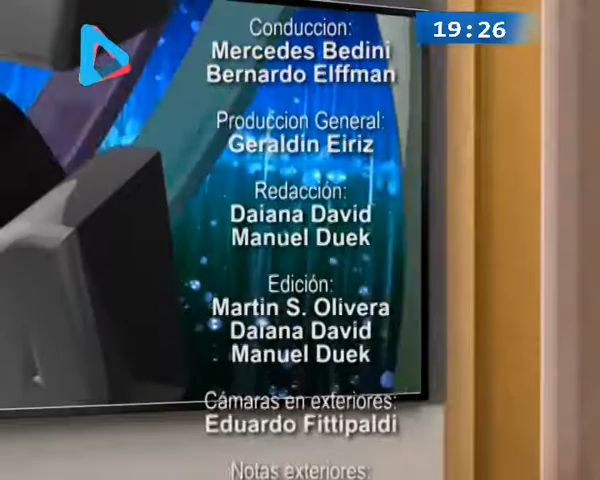 19:26
Conduccion:
Mercedes Bedini
Bernardo Elffman
Produccion General:
Geraldin Eiriz
Redacción:
Daiana David
Manuel Duek
Edición:
Martin S. Olivera
Daiana David
Manuel Duek
Cámaras en exteriores:
Eduardo Fittipaldi
Notas exteriores: